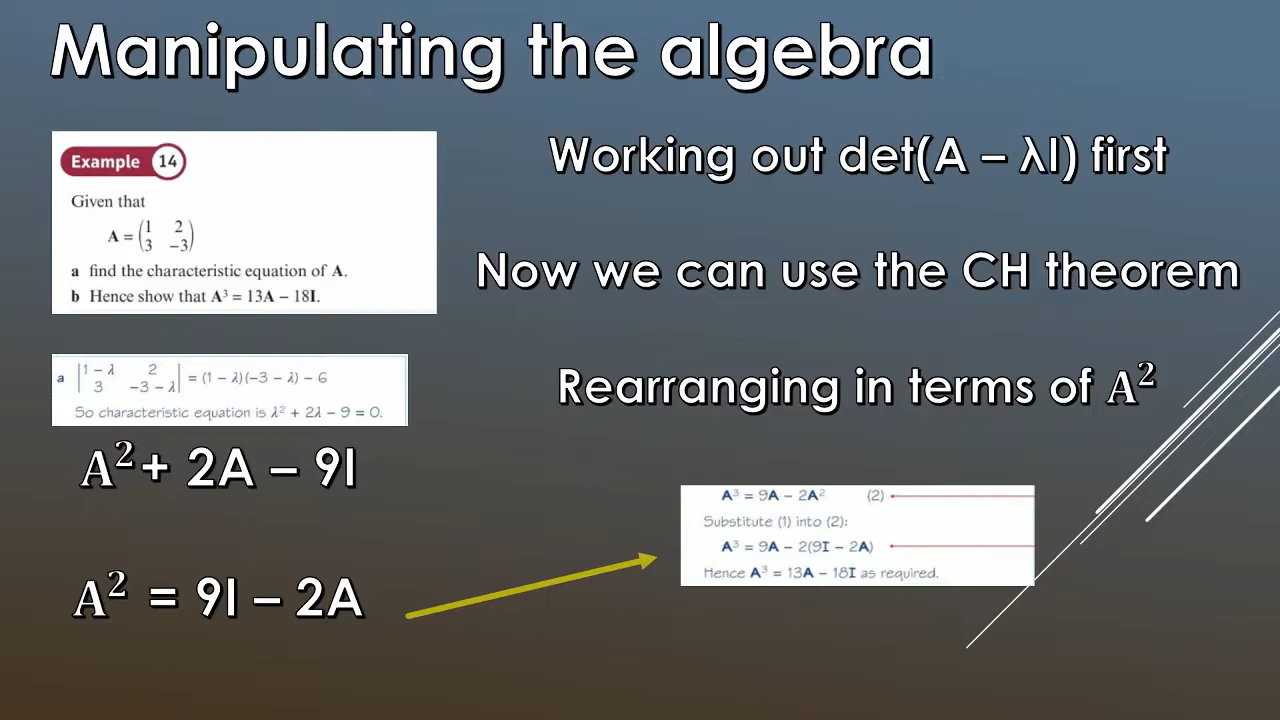 Manipulating the algebra
Example 14
Given that
A = (1 2
3 −3)
a find the characteristic equation of A.
b Hence show that A³ = 13A − 18I.
Working out det(A – λI) first
Now we can use the CH theorem
Rearranging in terms of A²
a |1 − λ 2
3 −3 − λ| = (1 − λ)(−3 − λ) − 6
So characteristic equation is λ² + 2λ − 9 = 0.
A² + 2A – 9I
A² = 9I – 2A
A³ = 9A − 2A² (2)
Substitute (1) into (2):
A³ = 9A − 2(9I − 2A)
Hence A³ = 13A − 18I as required.